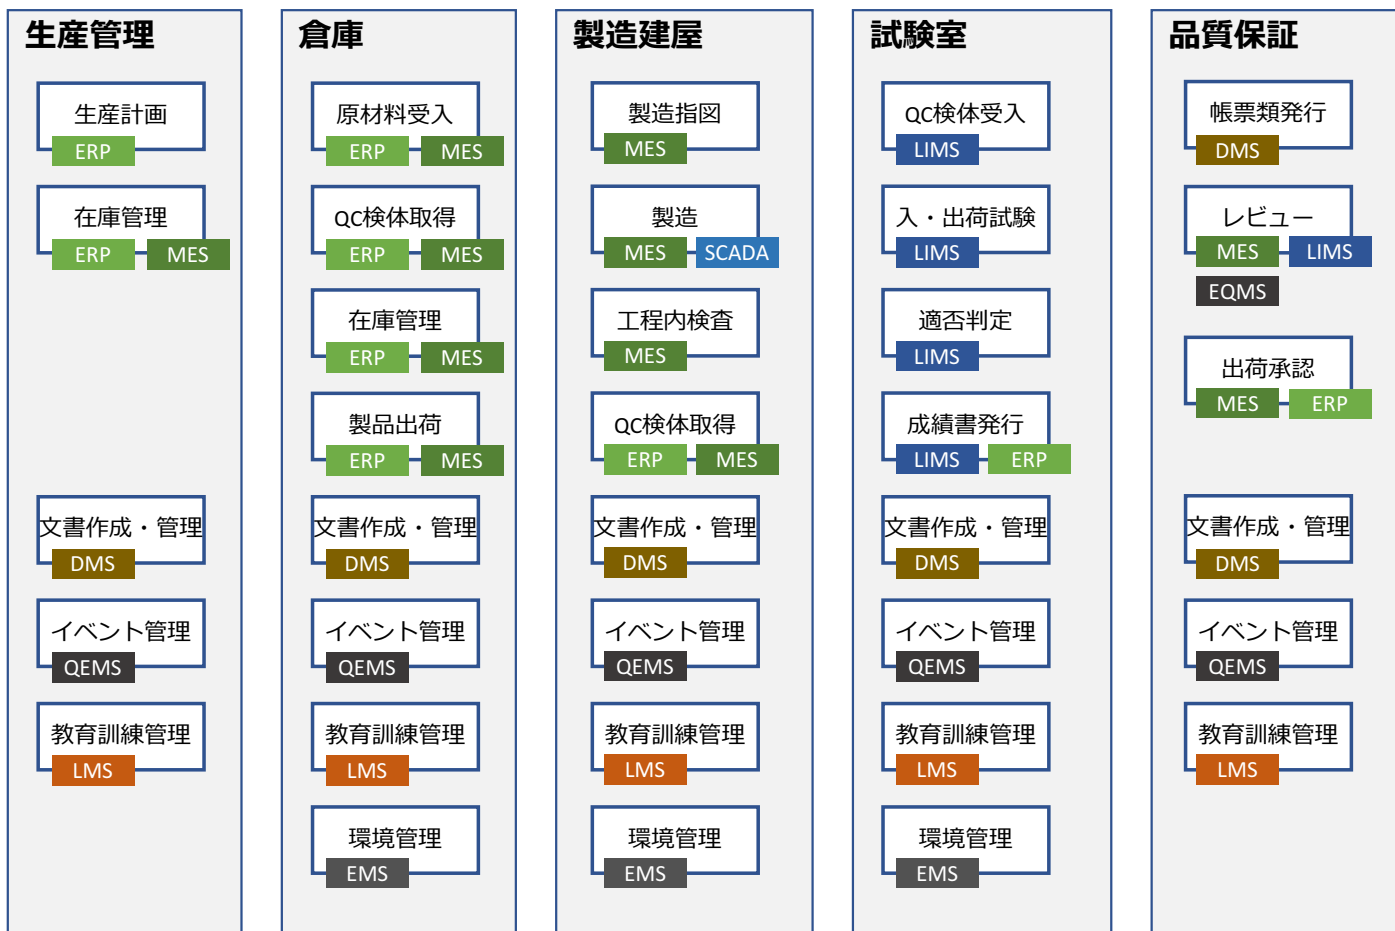 生産管理
生産計画
ERP
在庫管理
ERP MES
文書作成・管理
DMS
イベント管理
QEMS
教育訓練管理
LMS
倉庫
原材料受入
ERP MES
QC検体取得
ERP MES
在庫管理
ERP MES
製品出荷
ERP MES
文書作成・管理
DMS
イベント管理
QEMS
教育訓練管理
LMS
環境管理
EMS
製造建屋
製造指図
MES
製造
MES SCADA
工程内検査
MES
QC検体取得
ERP MES
文書作成・管理
DMS
イベント管理
QEMS
教育訓練管理
LMS
環境管理
EMS
試験室
QC検体受入
LIMS
入・出荷試験
LIMS
適否判定
LIMS
成績書発行
LIMS ERP
文書作成・管理
DMS
イベント管理
QEMS
教育訓練管理
LMS
環境管理
EMS
品質保証
帳票類発行
DMS
レビュー
MES LIMS
EQMS
出荷承認
MES ERP
文書作成・管理
DMS
イベント管理
QEMS
教育訓練管理
LMS